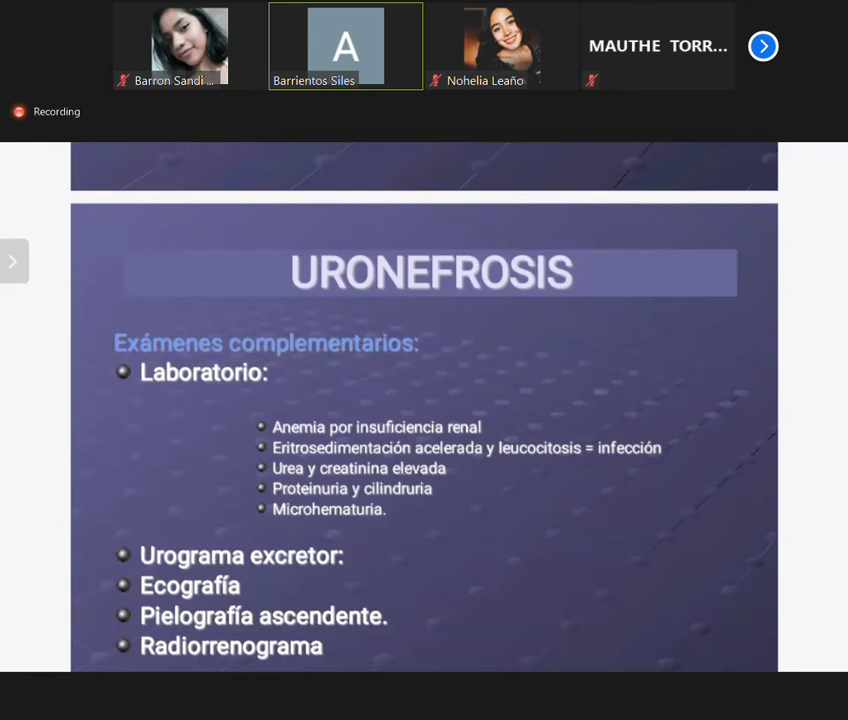 Barron Sandi ...
A
Barrientos Siles
Nohelia Leaño
MAUTHE TORR...
Recording
URONEFROSIS
Exámenes complementarios:
Laboratorio:
Anemia por insuficiencia renal
Eritrosedimentación acelerada y leucocitosis = infección
Urea y creatinina elevada
Proteinuria y cilindruria
Microhematuria.
Urograma excretor:
Ecografía
Pielografía ascendente.
Radiorrenograma